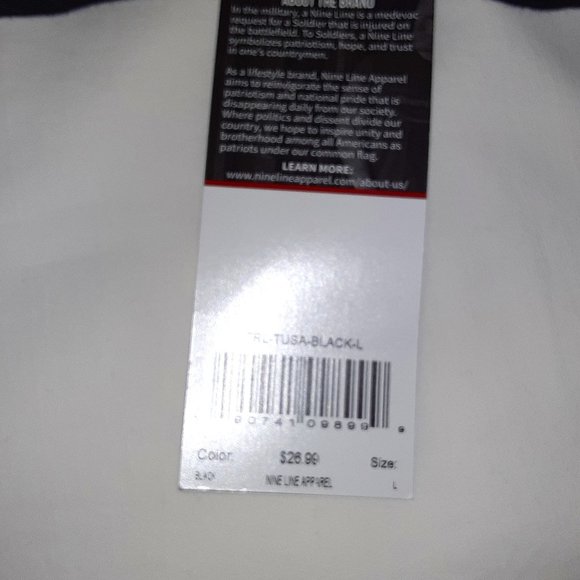 ABOUT THE BRAND
In the military, a Nine Line is a medevac
request for a Soldier that is injured on
the battlefield. To Soldiers, a Nine Line
symbolizes patriotism, hope, and trust
in one's countrymen.
As a lifestyle brand, Nine Line Apparel
aims to reinvigorate the sense of
patriotism and national pride that is
disappearing daily from our society.
Where politics and dissent divide our
country, we hope to inspire unity and
brotherhood among all Americans as
patriots under our common flag.
LEARN MORE:
www.ninelineapparel.com/about-us/
-TUSA-BLACK-L
90741 09899 9
Color: $26.99 Size:
BLACK NINE LINE APPAREL L